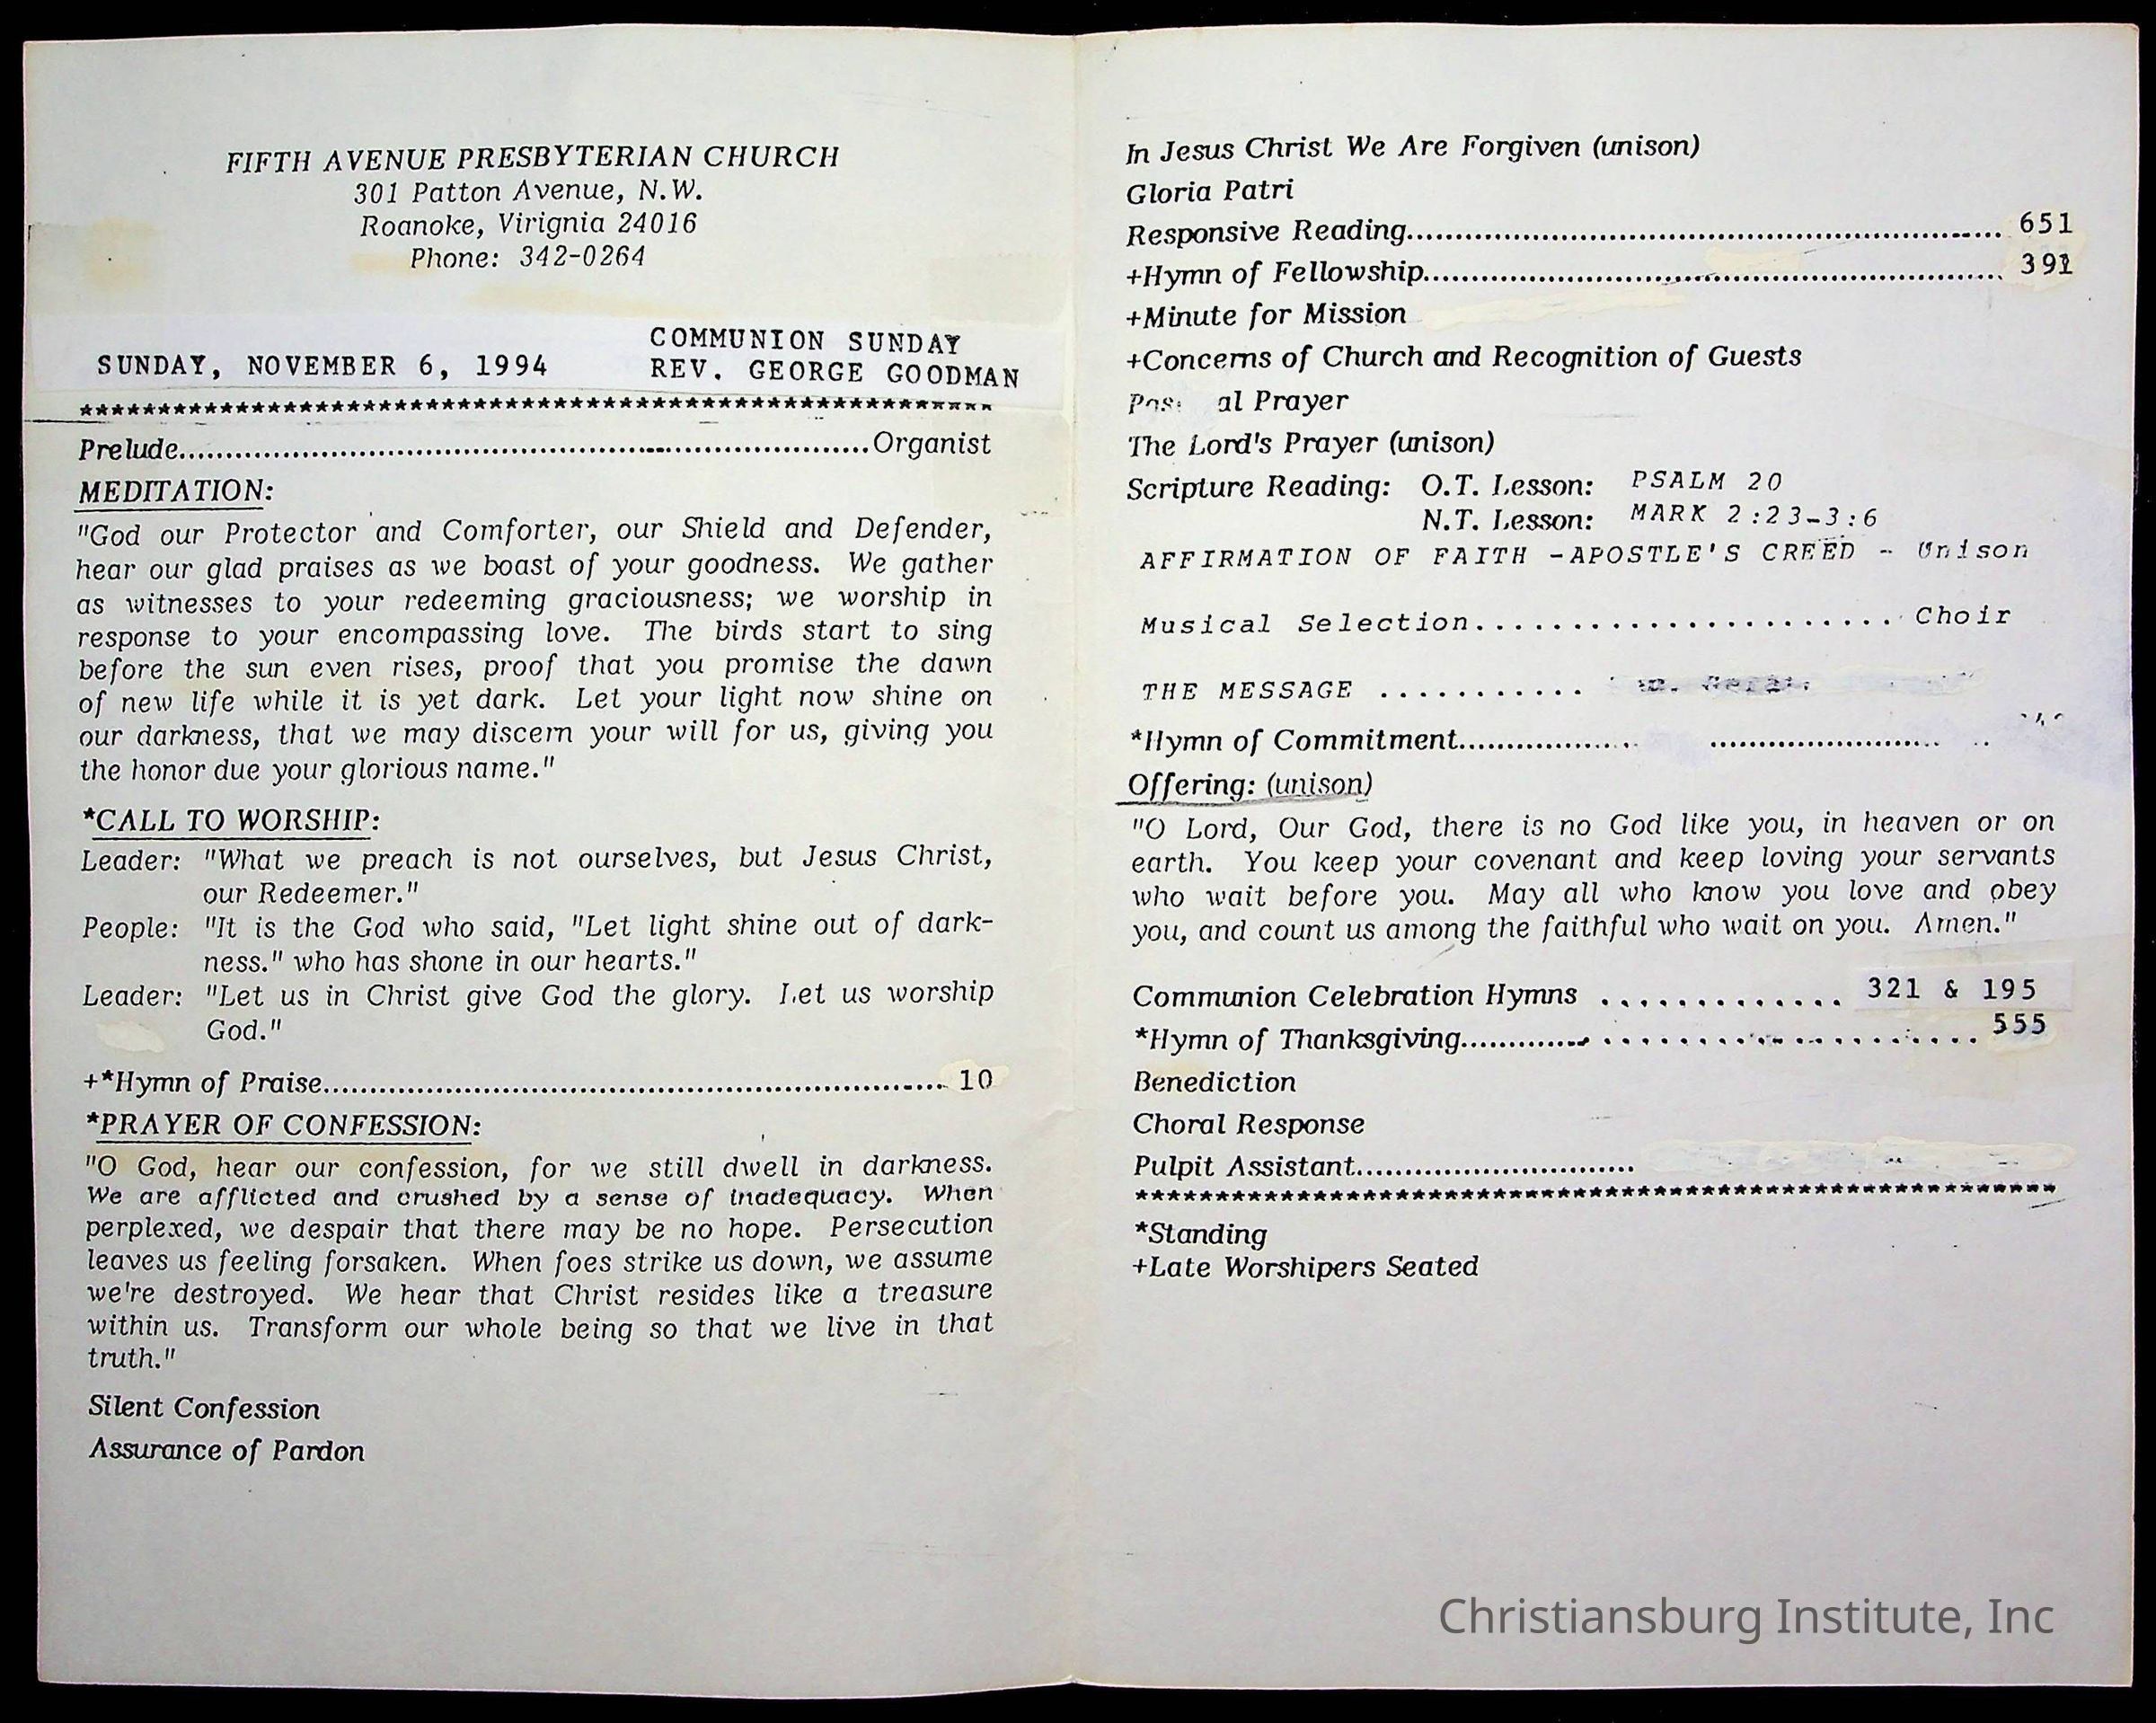 FIFTH AVENUE PRESBYTERIAN CHURCH
301 Patton Avenue, N.W.
Roanoke, Virignia 24016
Phone: 342-0264
COMMUNION SUNDAY
SUNDAY, NOVEMBER 6, 1994 REV. GEORGE GOODMAN
************************************************************
Prelude....................................................Organist
MEDITATION:
"God our Protector and Comforter, our Shield and Defender,
hear our glad praises as we boast of your goodness. We gather
as witnesses to your redeeming graciousness; we worship in
response to your encompassing love. The birds start to sing
before the sun even rises, proof that you promise the dawn
of new life while it is yet dark. Let your light now shine on
our darkness, that we may discern your will for us, giving you
the honor due your glorious name."
*CALL TO WORSHIP:
Leader: "What we preach is not ourselves, but Jesus Christ,
our Redeemer."
People: "It is the God who said, "Let light shine out of dark-
ness." who has shone in our hearts."
Leader: "Let us in Christ give God the glory. Let us worship
God."
+*Hymn of Praise.................................................... 10
*PRAYER OF CONFESSION:
"O God, hear our confession, for we still dwell in darkness.
We are afflicted and crushed by a sense of inadequacy. When
perplexed, we despair that there may be no hope. Persecution
leaves us feeling forsaken. When foes strike us down, we assume
we're destroyed. We hear that Christ resides like a treasure
within us. Transform our whole being so that we live in that
truth."
Silent Confession
Assurance of Pardon
In Jesus Christ We Are Forgiven (unison)
Gloria Patri
Responsive Reading.................................................... 651
+Hymn of Fellowship.................................................... 391
+Minute for Mission
+Concerns of Church and Recognition of Guests
Prayer
The Lord's Prayer (unison)
Scripture Reading: O.T. Lesson: PSALM 20
N.T. Lesson: MARK 2:23-3:6
AFFIRMATION OF FAITH -APOSTLE'S CREED - Unison
Musical Selection...................... Choir
THE MESSAGE ...........
*Hymn of Commitment....................................
Offering: (unison)
"O Lord, Our God, there is no God like you, in heaven or on
earth. You keep your covenant and keep loving your servants
who wait before you. May all who know you love and obey
you, and count us among the faithful who wait on you. Amen."
Communion Celebration Hymns ............. 321 & 195
*Hymn of Thanksgiving................................. 555
Benediction
Choral Response
Pulpit Assistant.............................
************************************************************
*Standing
+Late Worshipers Seated
Christiansburg Institute, Inc